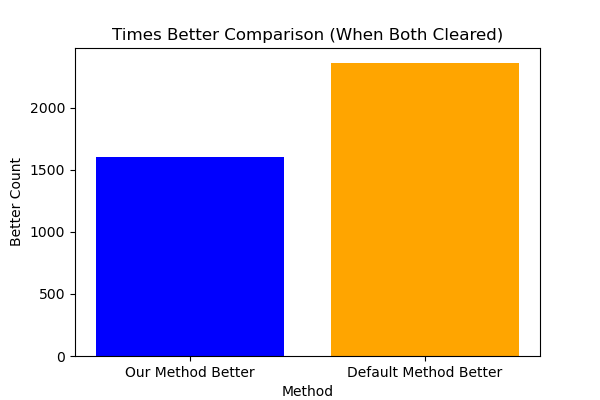 Times Better Comparison (When Both Cleared)
2000
1500
1000
500
0
Better Count
Our Method Better
Default Method Better
Method